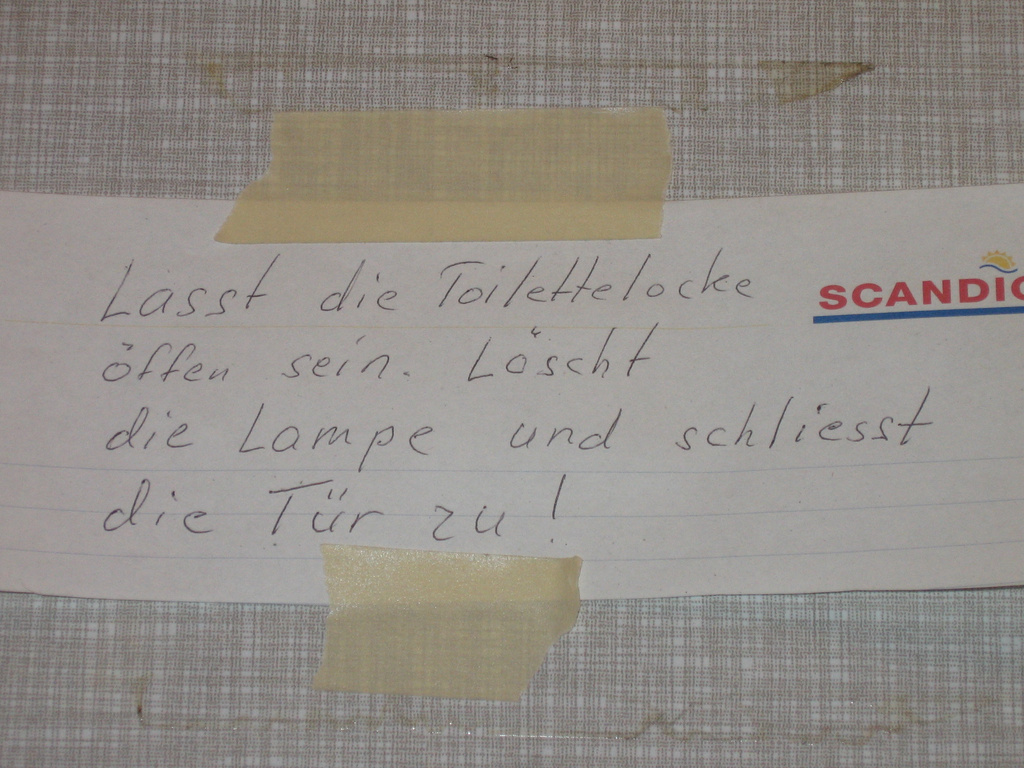 Lasst die Toilettelocke
öffen sein. Löscht
die Lampe und schliesst
die Tür zu!
SCANDIC